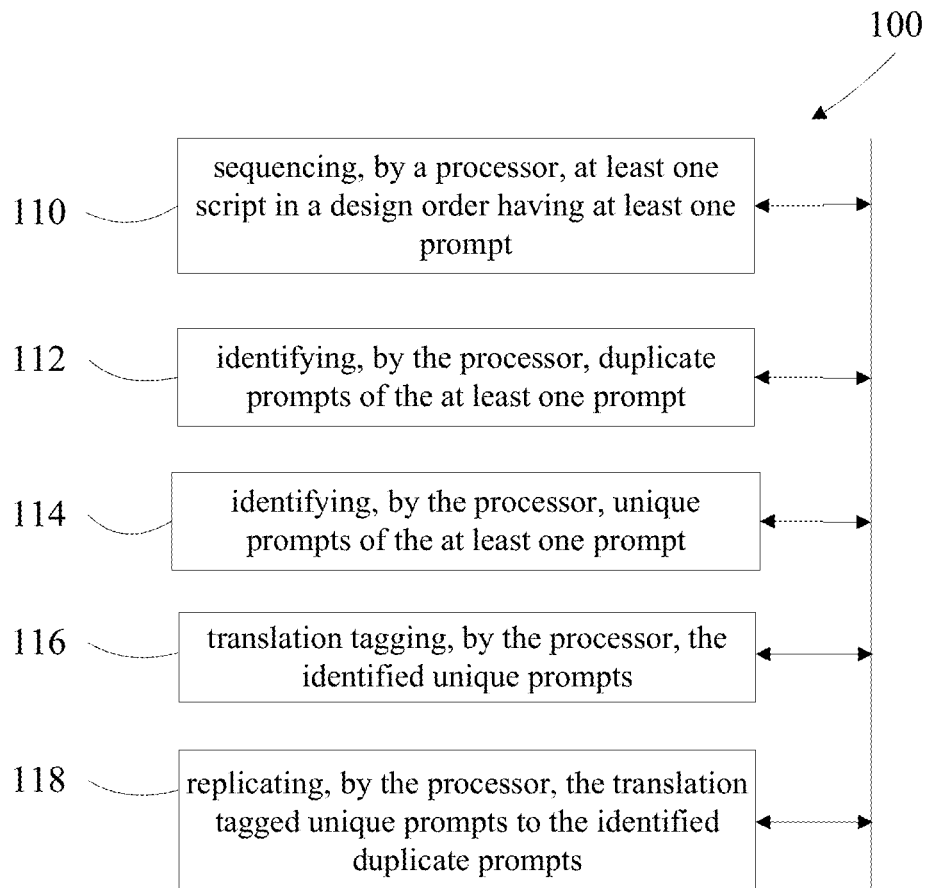 100
110
sequencing, by a processor, at least one
script in a design order having at least one
prompt
112
identifying, by the processor, duplicate
prompts of the at least one prompt
114
identifying, by the processor, unique
prompts of the at least one prompt
116
translation tagging, by the processor, the
identified unique prompts
118
replicating, by the processor, the translation
tagged unique prompts to the identified
duplicate prompts